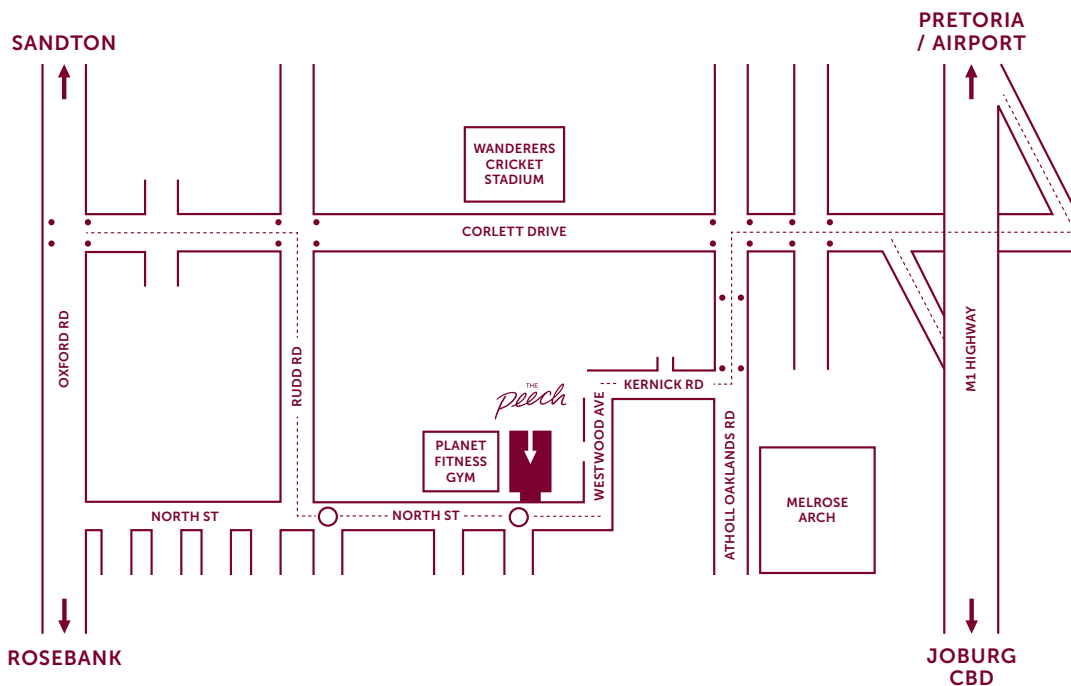 SANDTON
PRETORIA
/ AIRPORT
WANDERERS
CRICKET
STADIUM
CORLETT DRIVE
OXFORD RD
RUDD RD
M1 HIGHWAY
KERNICK RD
THE
Peech
WESTWOOD AVE
PLANET
FITNESS
GYM
ATHOLL OAKLANDS RD
MELROSE
ARCH
NORTH ST
NORTH ST
ROSEBANK
JOBURG
CBD